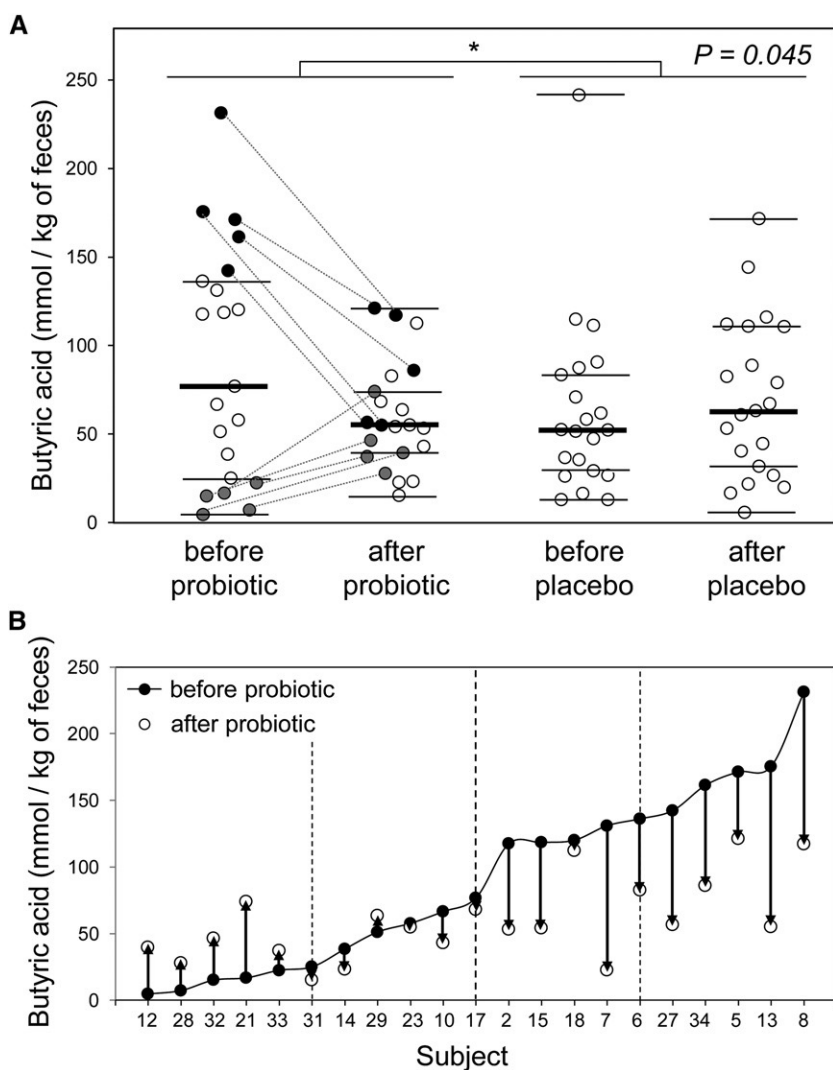 A
Butyric acid (mmol / kg of feces)
250
200
150
100
50
0
*
P = 0.045
before probiotic
after probiotic
before placebo
after placebo
B
Butyric acid (mmol / kg of feces)
250
200
150
100
50
0
before probiotic
after probiotic
12 28 32 21 33 31 14 29 23 10 17 2 15 18 7 6 27 34 5 13 8
Subject